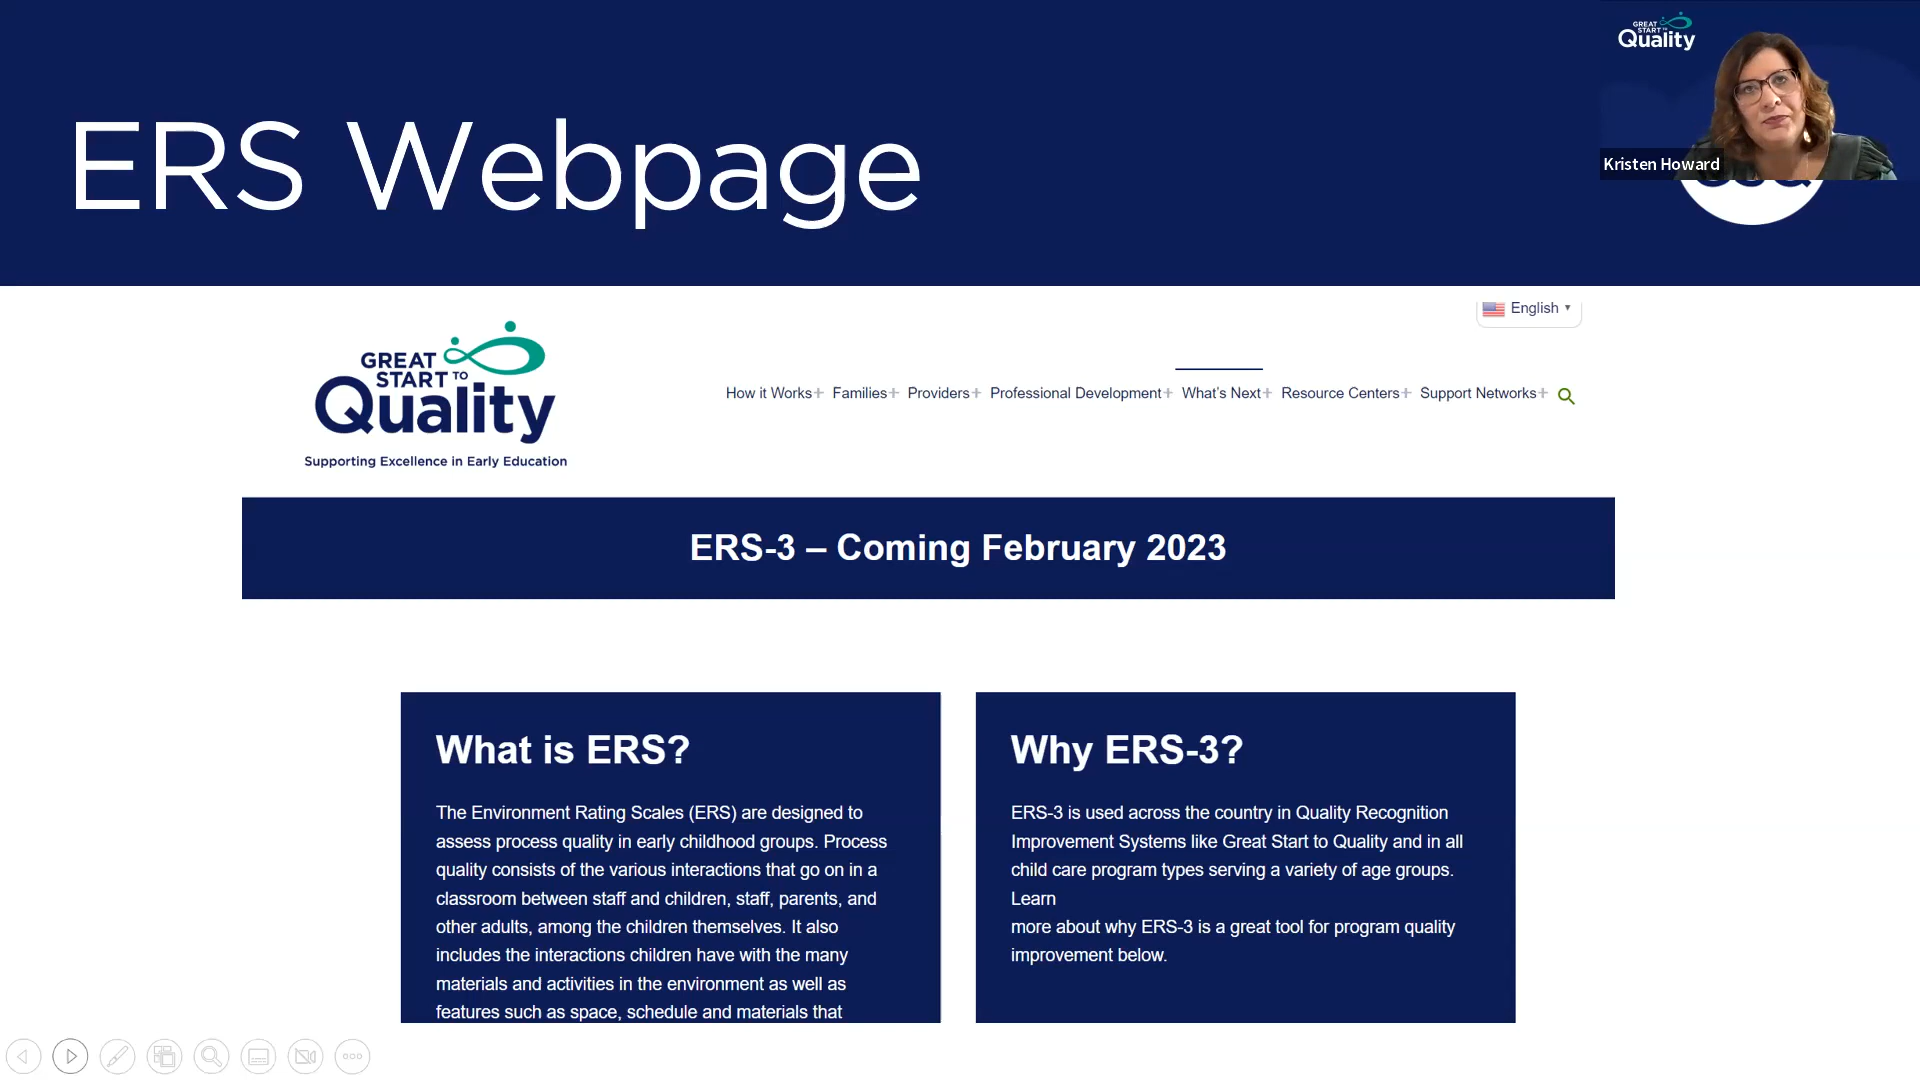 ERS Webpage
GREAT
START TO
Quality
Kristen Howard
English
GREAT
START TO
Quality
Supporting Excellence in Early Education
How it Works+ Families+ Providers+ Professional Development+ What's Next+ Resource Centers+ Support Networks+
ERS-3 – Coming February 2023
What is ERS?
The Environment Rating Scales (ERS) are designed to
assess process quality in early childhood groups. Process
quality consists of the various interactions that go on in a
classroom between staff and children, staff, parents, and
other adults, among the children themselves. It also
includes the interactions children have with the many
materials and activities in the environment as well as
features such as space, schedule and materials that
Why ERS-3?
ERS-3 is used across the country in Quality Recognition
Improvement Systems like Great Start to Quality and in all
child care program types serving a variety of age groups.
Learn
more about why ERS-3 is a great tool for program quality
improvement below.